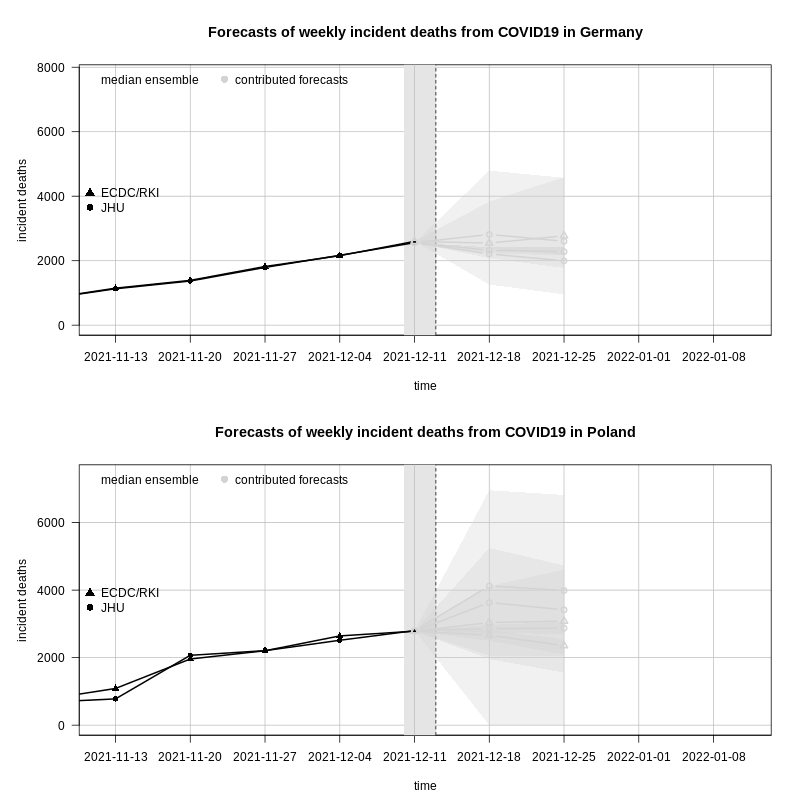 Forecasts of weekly incident deaths from COVID19 in Germany
median ensemble contributed forecasts
8000
6000
4000
2000
0
incident deaths
ECDC/RKI
JHU
2021-11-13 2021-11-20 2021-11-27 2021-12-04 2021-12-11 2021-12-18 2021-12-25 2022-01-01 2022-01-08
time
Forecasts of weekly incident deaths from COVID19 in Poland
median ensemble contributed forecasts
6000
4000
2000
0
incident deaths
ECDC/RKI
JHU
2021-11-13 2021-11-20 2021-11-27 2021-12-04 2021-12-11 2021-12-18 2021-12-25 2022-01-01 2022-01-08
time